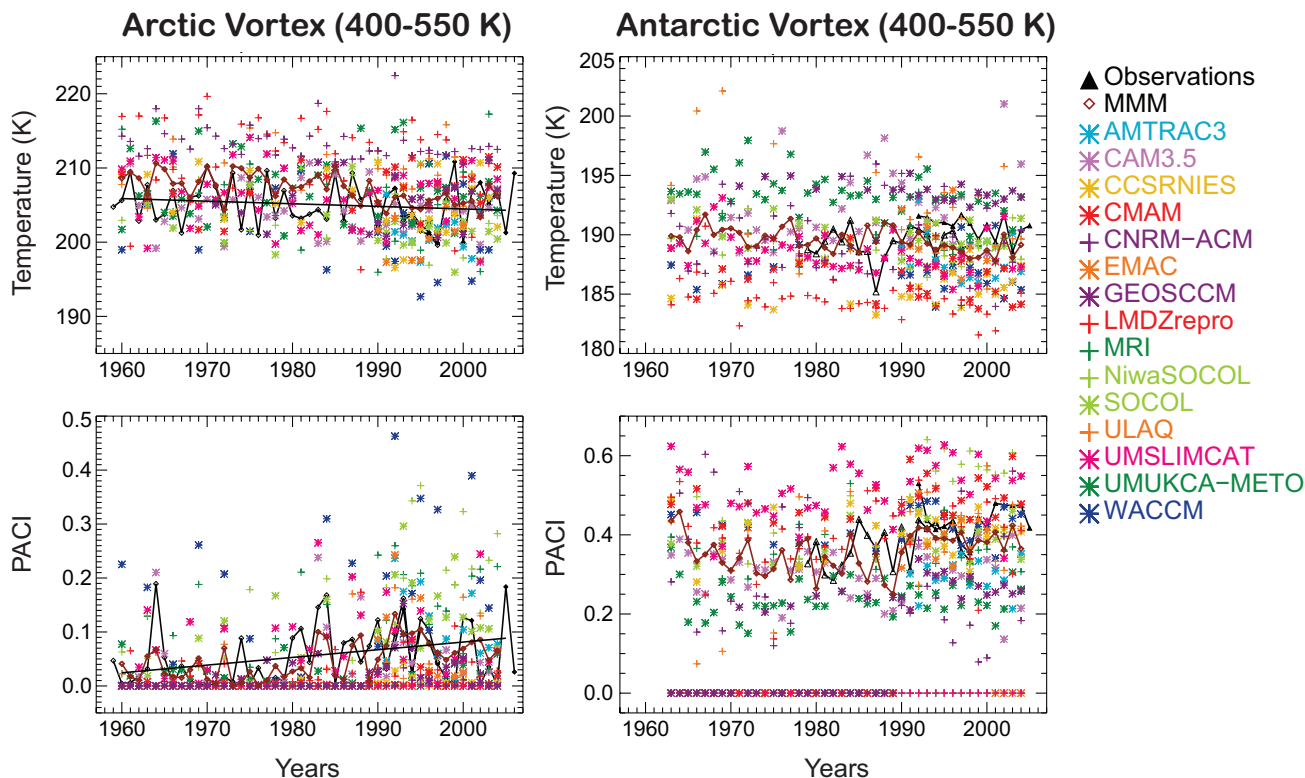 Arctic Vortex (400-550 K)
Antarctic Vortex (400-550 K)
Temperature (K)
220
210
200
190
1960 1970 1980 1990 2000
Temperature (K)
205
200
195
190
185
180
1960 1970 1980 1990 2000
PACI
0.5
0.4
0.3
0.2
0.1
0.0
1960 1970 1980 1990 2000
Years
PACI
0.6
0.4
0.2
0.0
1960 1970 1980 1990 2000
Years
Observations
MMM
AMTRAC3
CAM3.5
CCSRNIES
CMAM
CNRM−ACM
EMAC
GEOSCCM
LMDZrepro
MRI
NiwaSOCOL
SOCOL
ULAQ
UMSLIMCAT
UMUKCA−METO
WACCM